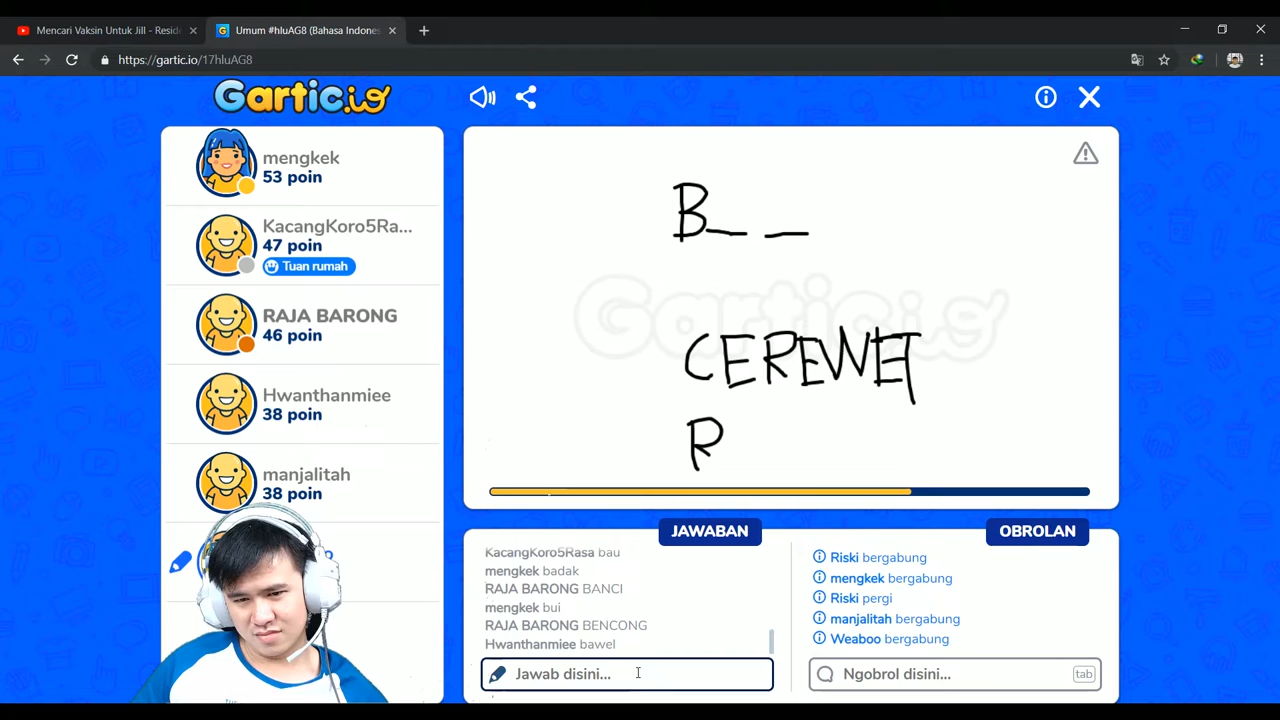 Mencari Vaksin Untuk Jill - Resid
Umum #hluAG8 (Bahasa Indones
https://gartic.io/17hluAG8
Gartic.io
mengkek
53 poin
KacangKoro5Ra...
47 poin
Tuan rumah
RAJA BARONG
46 poin
Hwanthanmiee
38 poin
manjalitah
38 poin
B_ _
Gartic.io
CEREWET
R
JAWABAN
KacangKoro5Rasa bau
mengkek badak
RAJA BARONG BANCI
mengkek bui
RAJA BARONG BENCONG
Hwanthanmiee bawel
Jawab disini...
OBROLAN
Riski bergabung
mengkek bergabung
Riski pergi
manjalitah bergabung
Weaboo bergabung
Ngobrol disini...
tab